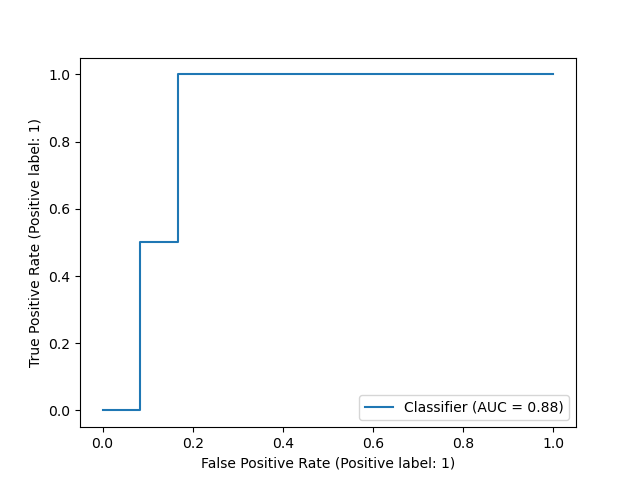 True Positive Rate (Positive label: 1)
1.0
0.8
0.6
0.4
0.2
0.0
Classifier (AUC = 0.88)
0.0 0.2 0.4 0.6 0.8 1.0
False Positive Rate (Positive label: 1)